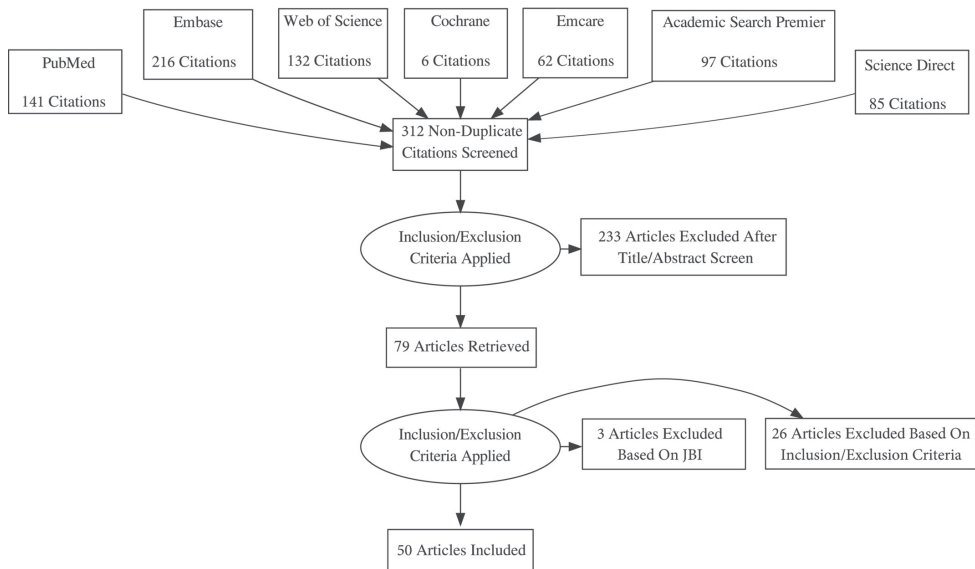 PubMed
141 Citations
Embase
216 Citations
Web of Science
132 Citations
Cochrane
6 Citations
Emcare
62 Citations
Academic Search Premier
97 Citations
Science Direct
85 Citations
312 Non-Duplicate
Citations Screened
Inclusion/Exclusion
Criteria Applied
233 Articles Excluded After
Title/Abstract Screen
79 Articles Retrieved
Inclusion/Exclusion
Criteria Applied
3 Articles Excluded
Based On JBI
26 Articles Excluded Based On
Inclusion/Exclusion Criteria
50 Articles Included